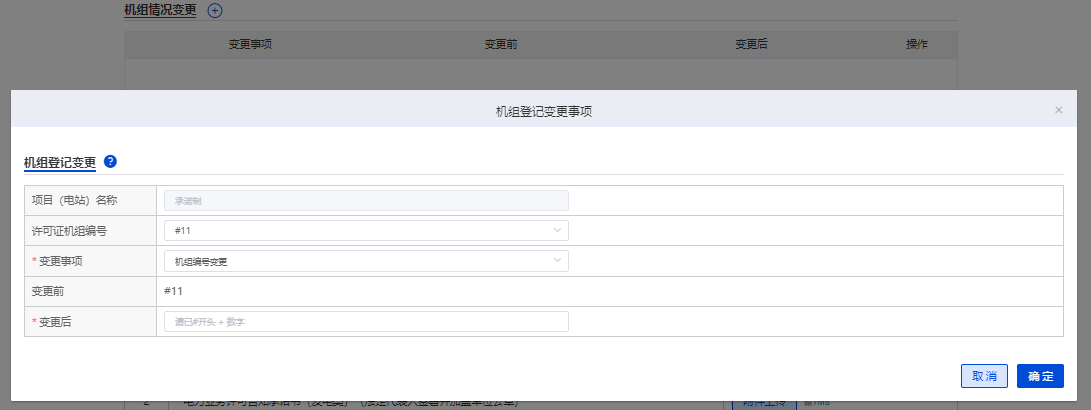 机组情况变更
变更事项 变更前 变更后 操作
机组登记变更事项 ×
机组登记变更 ?
项目（电站）名称 承诺制
许可证机组编号 #11
* 变更事项 机组编号变更
变更前 #11
* 变更后 请已#开头 + 数字
取消 确定